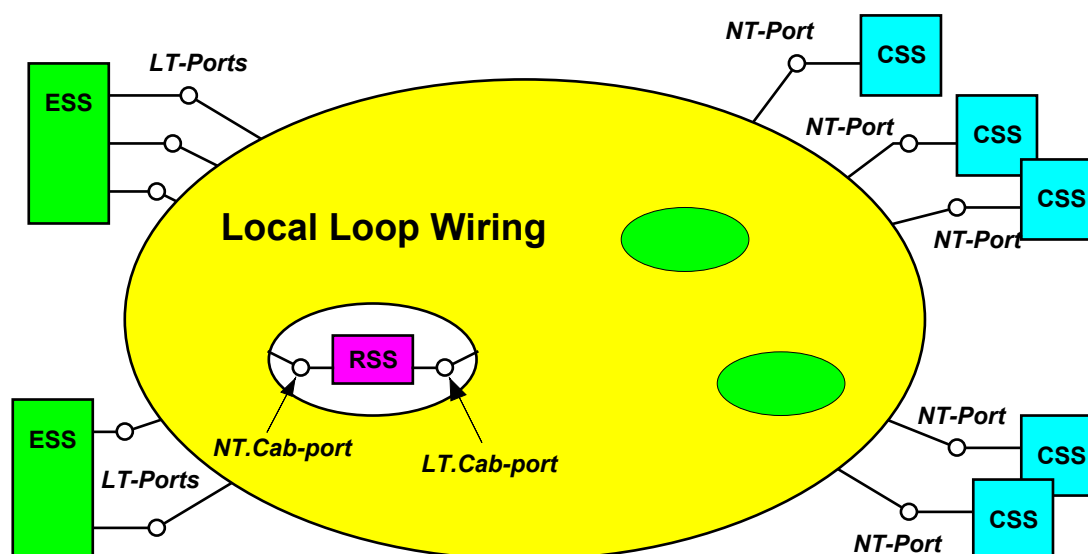 NT-Port
CSS
LT-Ports
ESS
NT-Port
CSS
CSS
NT-Port
Local Loop Wiring
RSS
NT.Cab-port
LT.Cab-port
ESS
LT-Ports
NT-Port
CSS
CSS
NT-Port